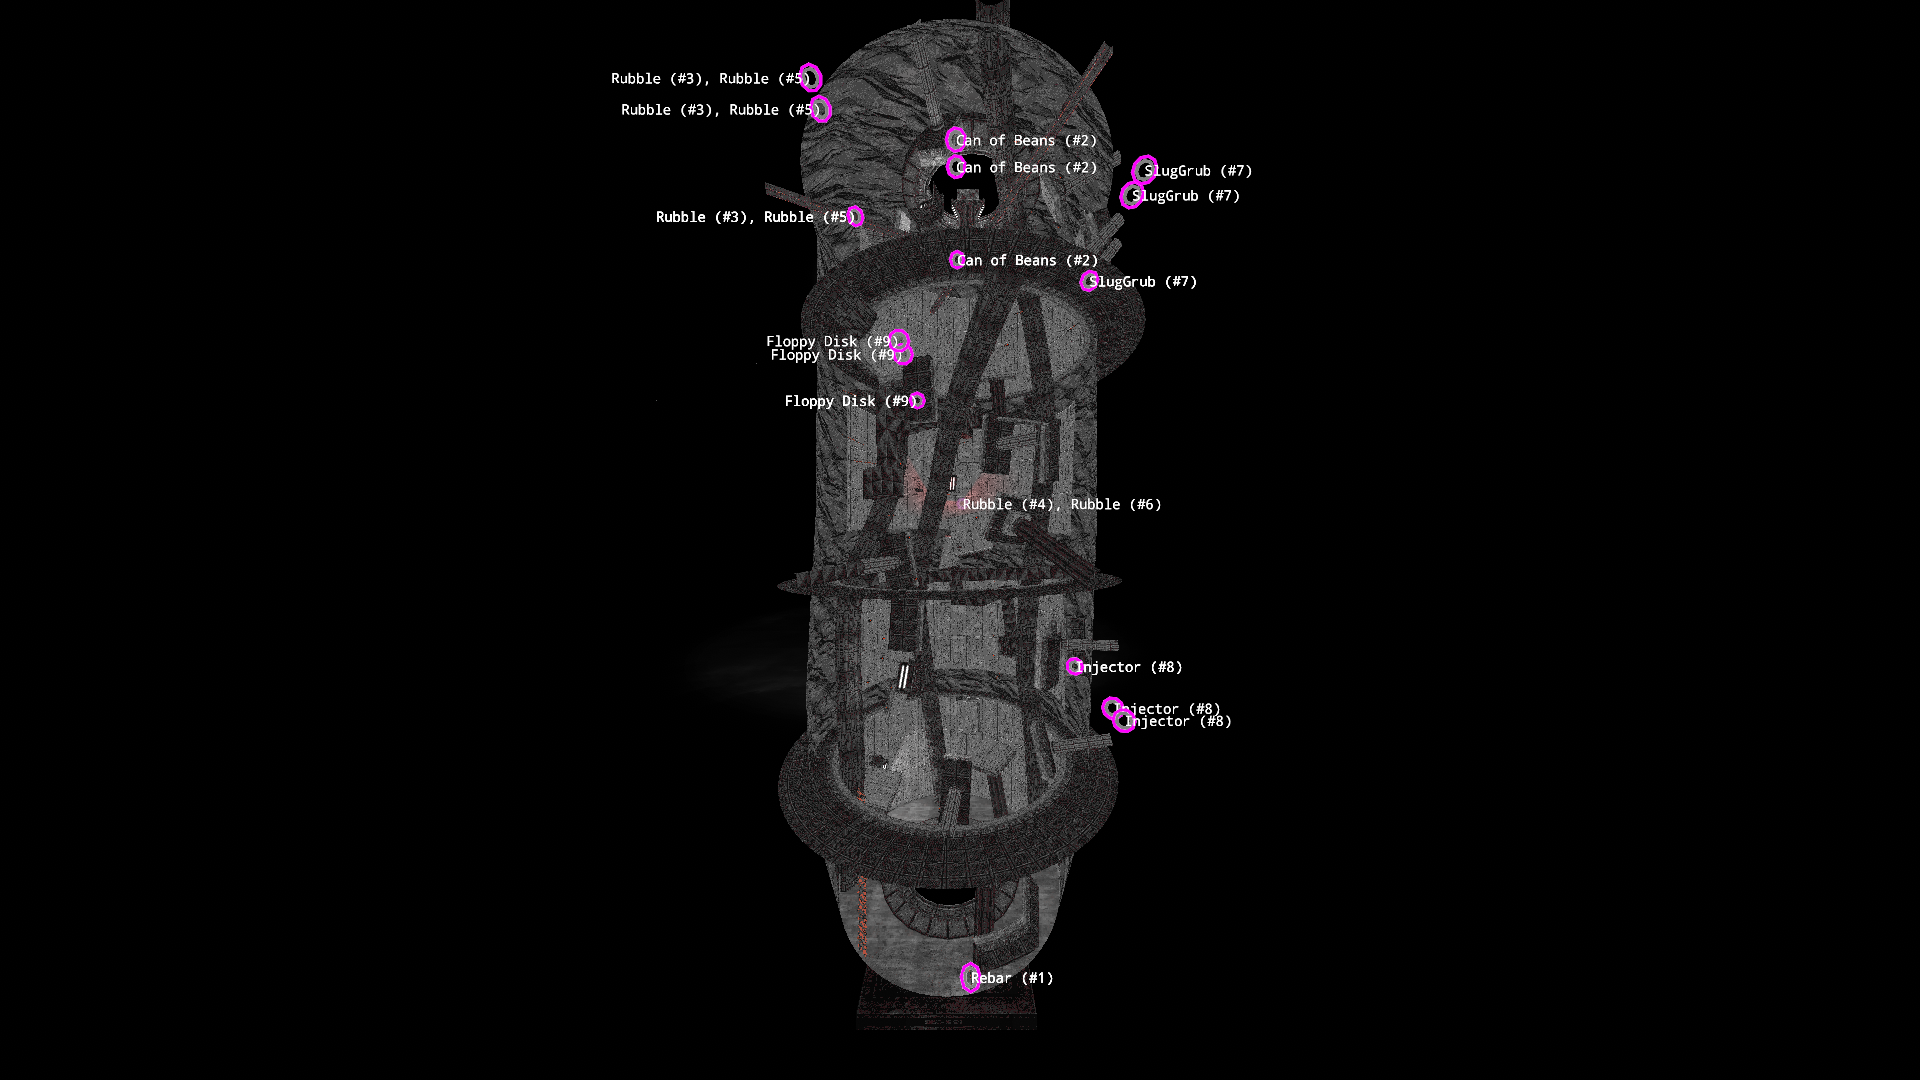 Rubble (#3), Rubble (#5)
Rubble (#3), Rubble (#5)
Can of Beans (#2)
Can of Beans (#2)
SlugGrub (#7)
SlugGrub (#7)
Rubble (#3), Rubble (#5)
Can of Beans (#2)
SlugGrub (#7)
Floppy Disk (#9)
Floppy Disk (#9)
Floppy Disk (#9)
Rubble (#4), Rubble (#6)
Injector (#8)
Injector (#8)
Injector (#8)
Rebar (#1)